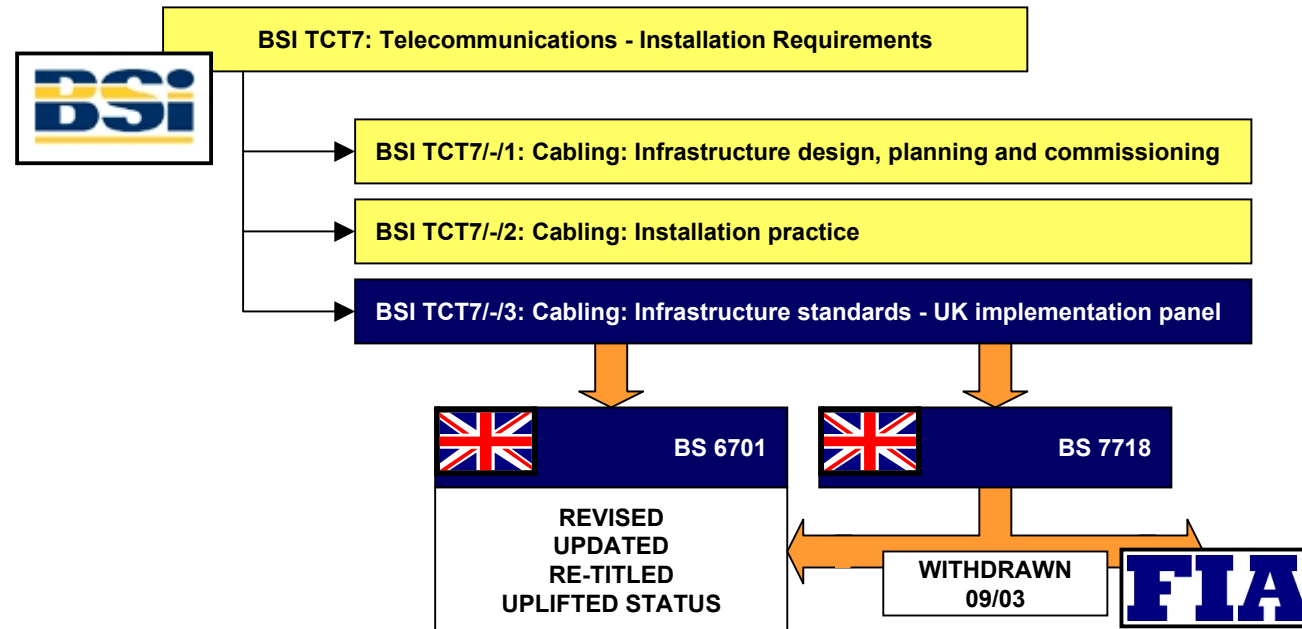 BSI TCT7: Telecommunications - Installation Requirements
BSi
BSI TCT7/-/1: Cabling: Infrastructure design, planning and commissioning
BSI TCT7/-/2: Cabling: Installation practice
BSI TCT7/-/3: Cabling: Infrastructure standards - UK implementation panel
BS 6701
BS 7718
REVISED
UPDATED
RE-TITLED
UPLIFTED STATUS
WITHDRAWN
09/03
FIA